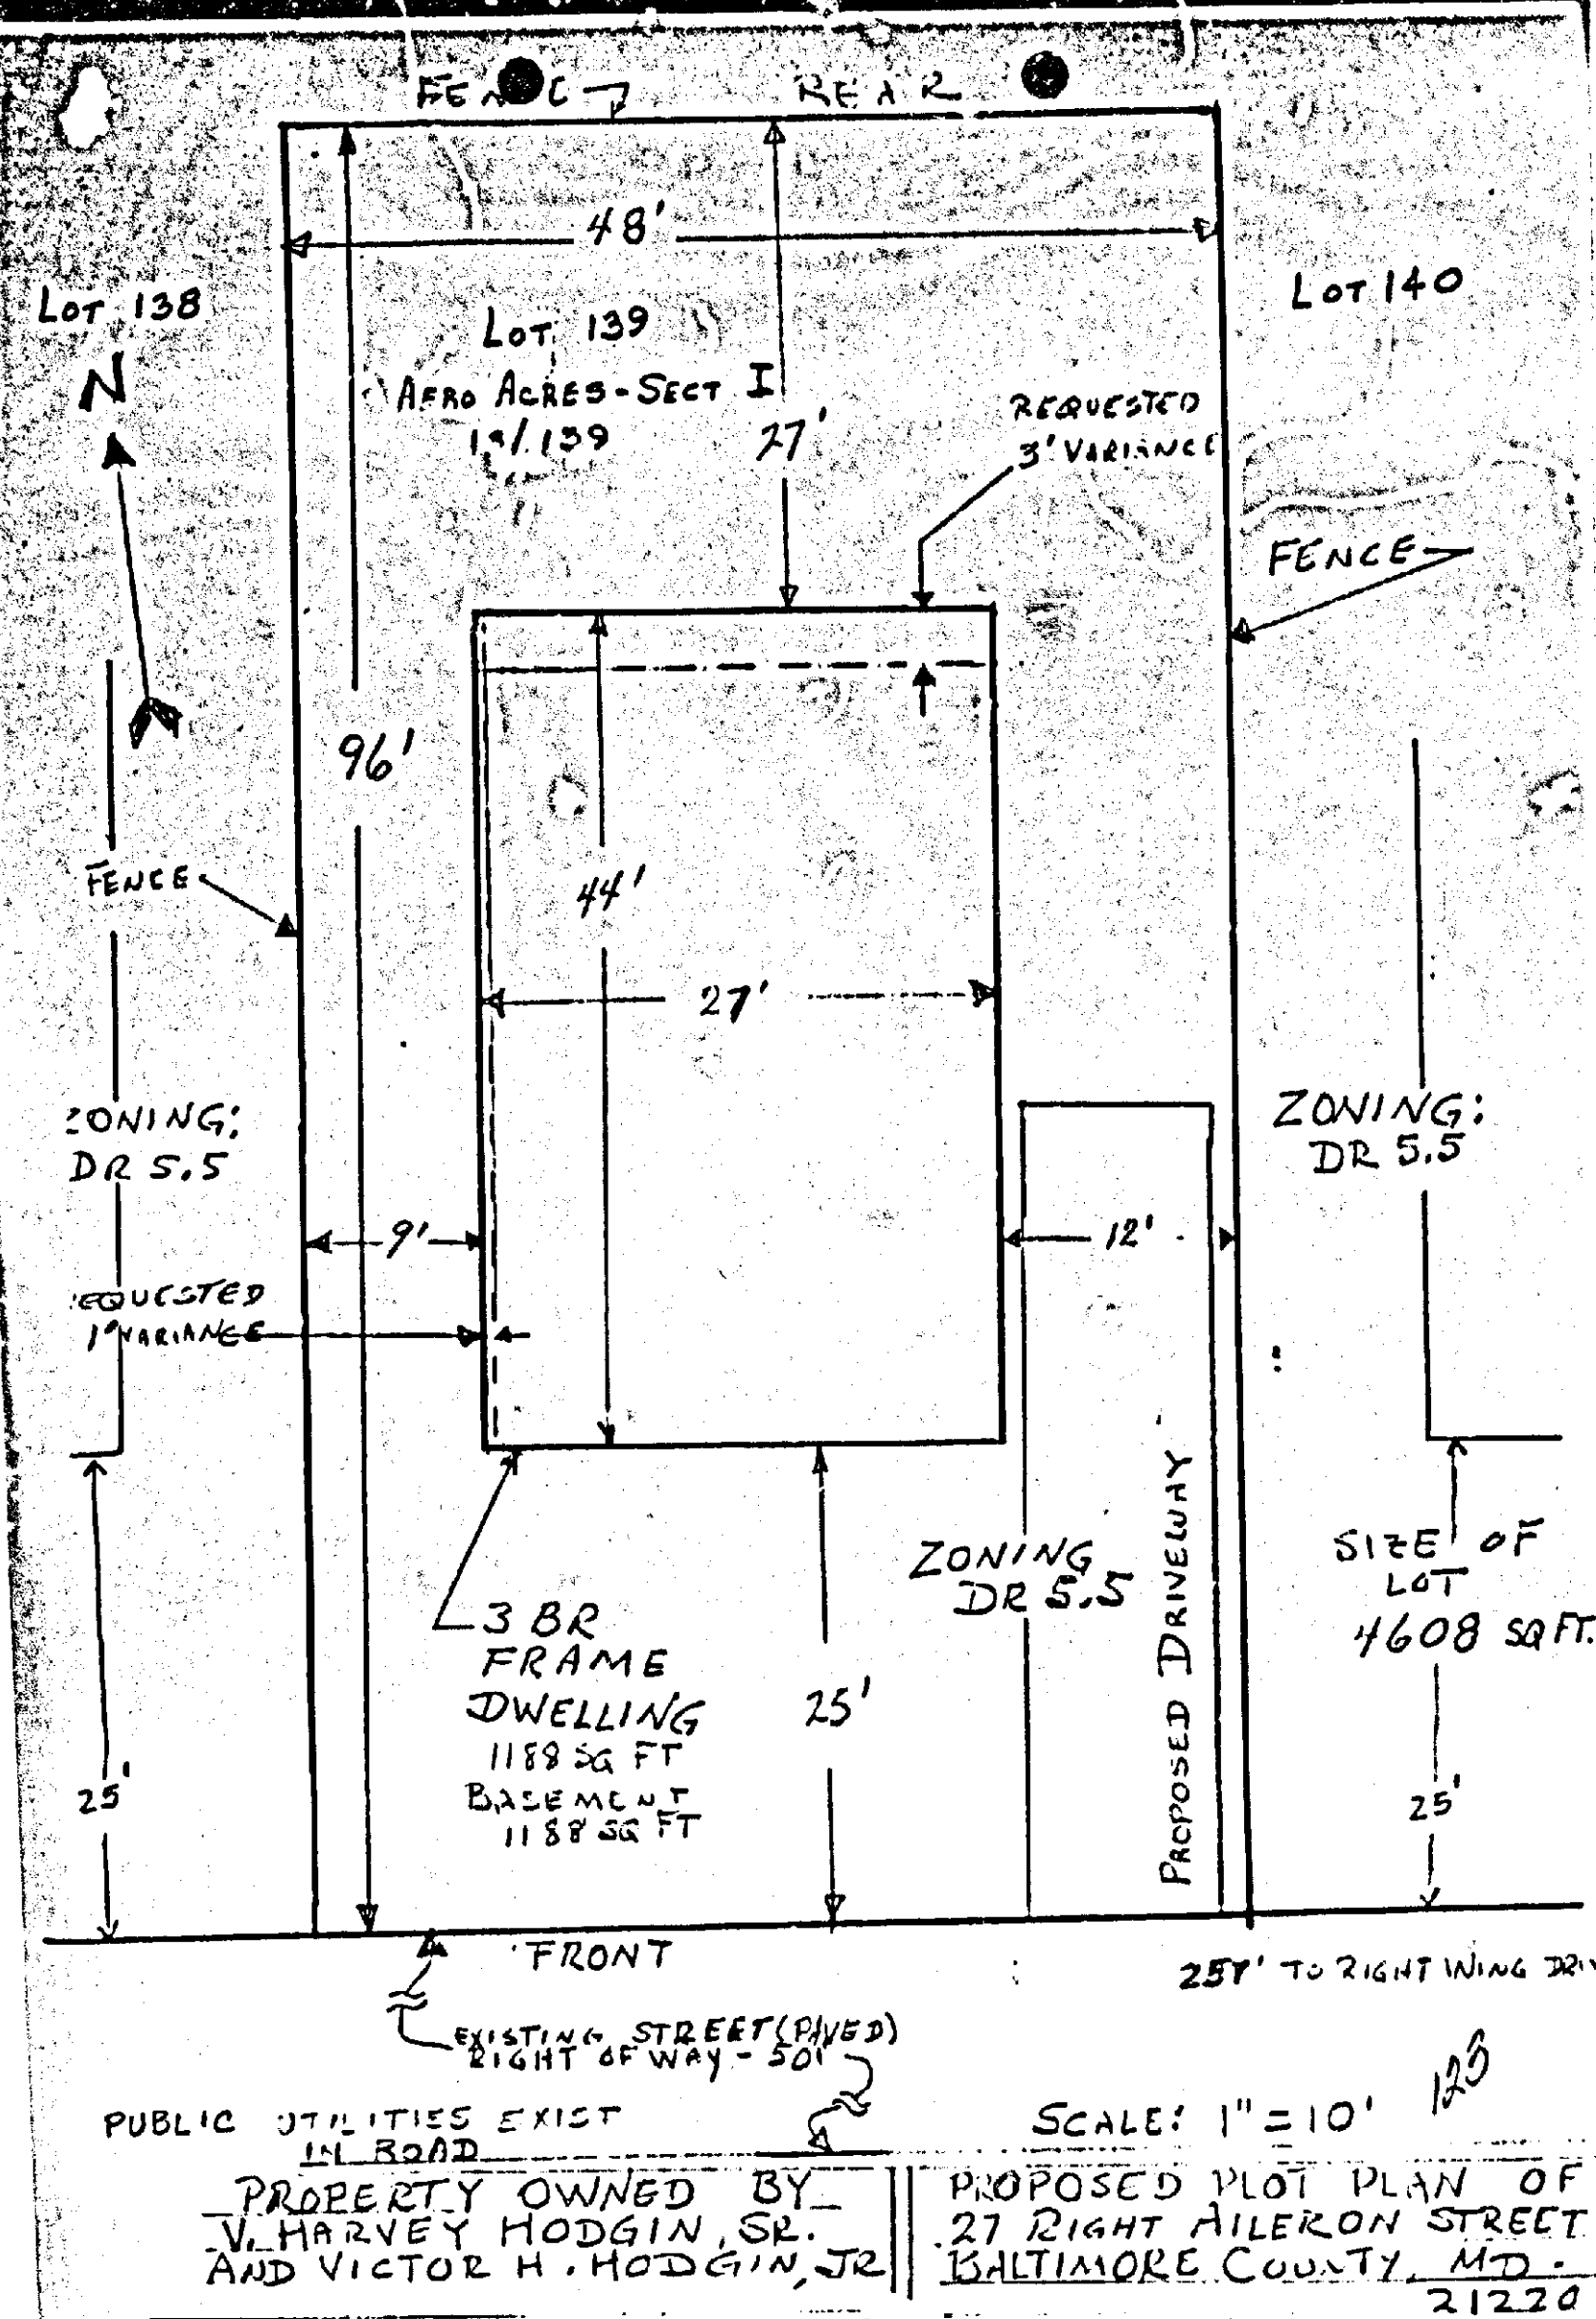 REAR
48'
LOT 138
LOT 139
LOT 140
N
AERO ACRES - SECT I
139
27'
REQUESTED
3' VARIANCE
FENCE
96'
FENCE
44'
27'
ZONING:
DR 5.5
ZONING:
DR 5.5
9'
12'
REQUESTED
1' VARIANCE
PROPOSED DRIVEWAY
ZONING
DR 5.5
SIZE OF
LOT
4608 SQ FT.
3 BR
FRAME
DWELLING
1188 SQ FT
BASEMENT
1188 SQ FT
25'
25'
25'
FRONT
TO RIGHT WING
EXISTING STREET (PAVED)
RIGHT OF WAY - 50'
PUBLIC UTILITIES EXIST
IN ROAD
SCALE: 1" = 10'
123
PROPERTY OWNED BY
V. HARVEY HODGIN, SR.
AND VICTOR H. HODGIN, JR
PROPOSED PLOT PLAN OF
27 RIGHT AILERON STREET
BALTIMORE COUNTY, MD.
21220